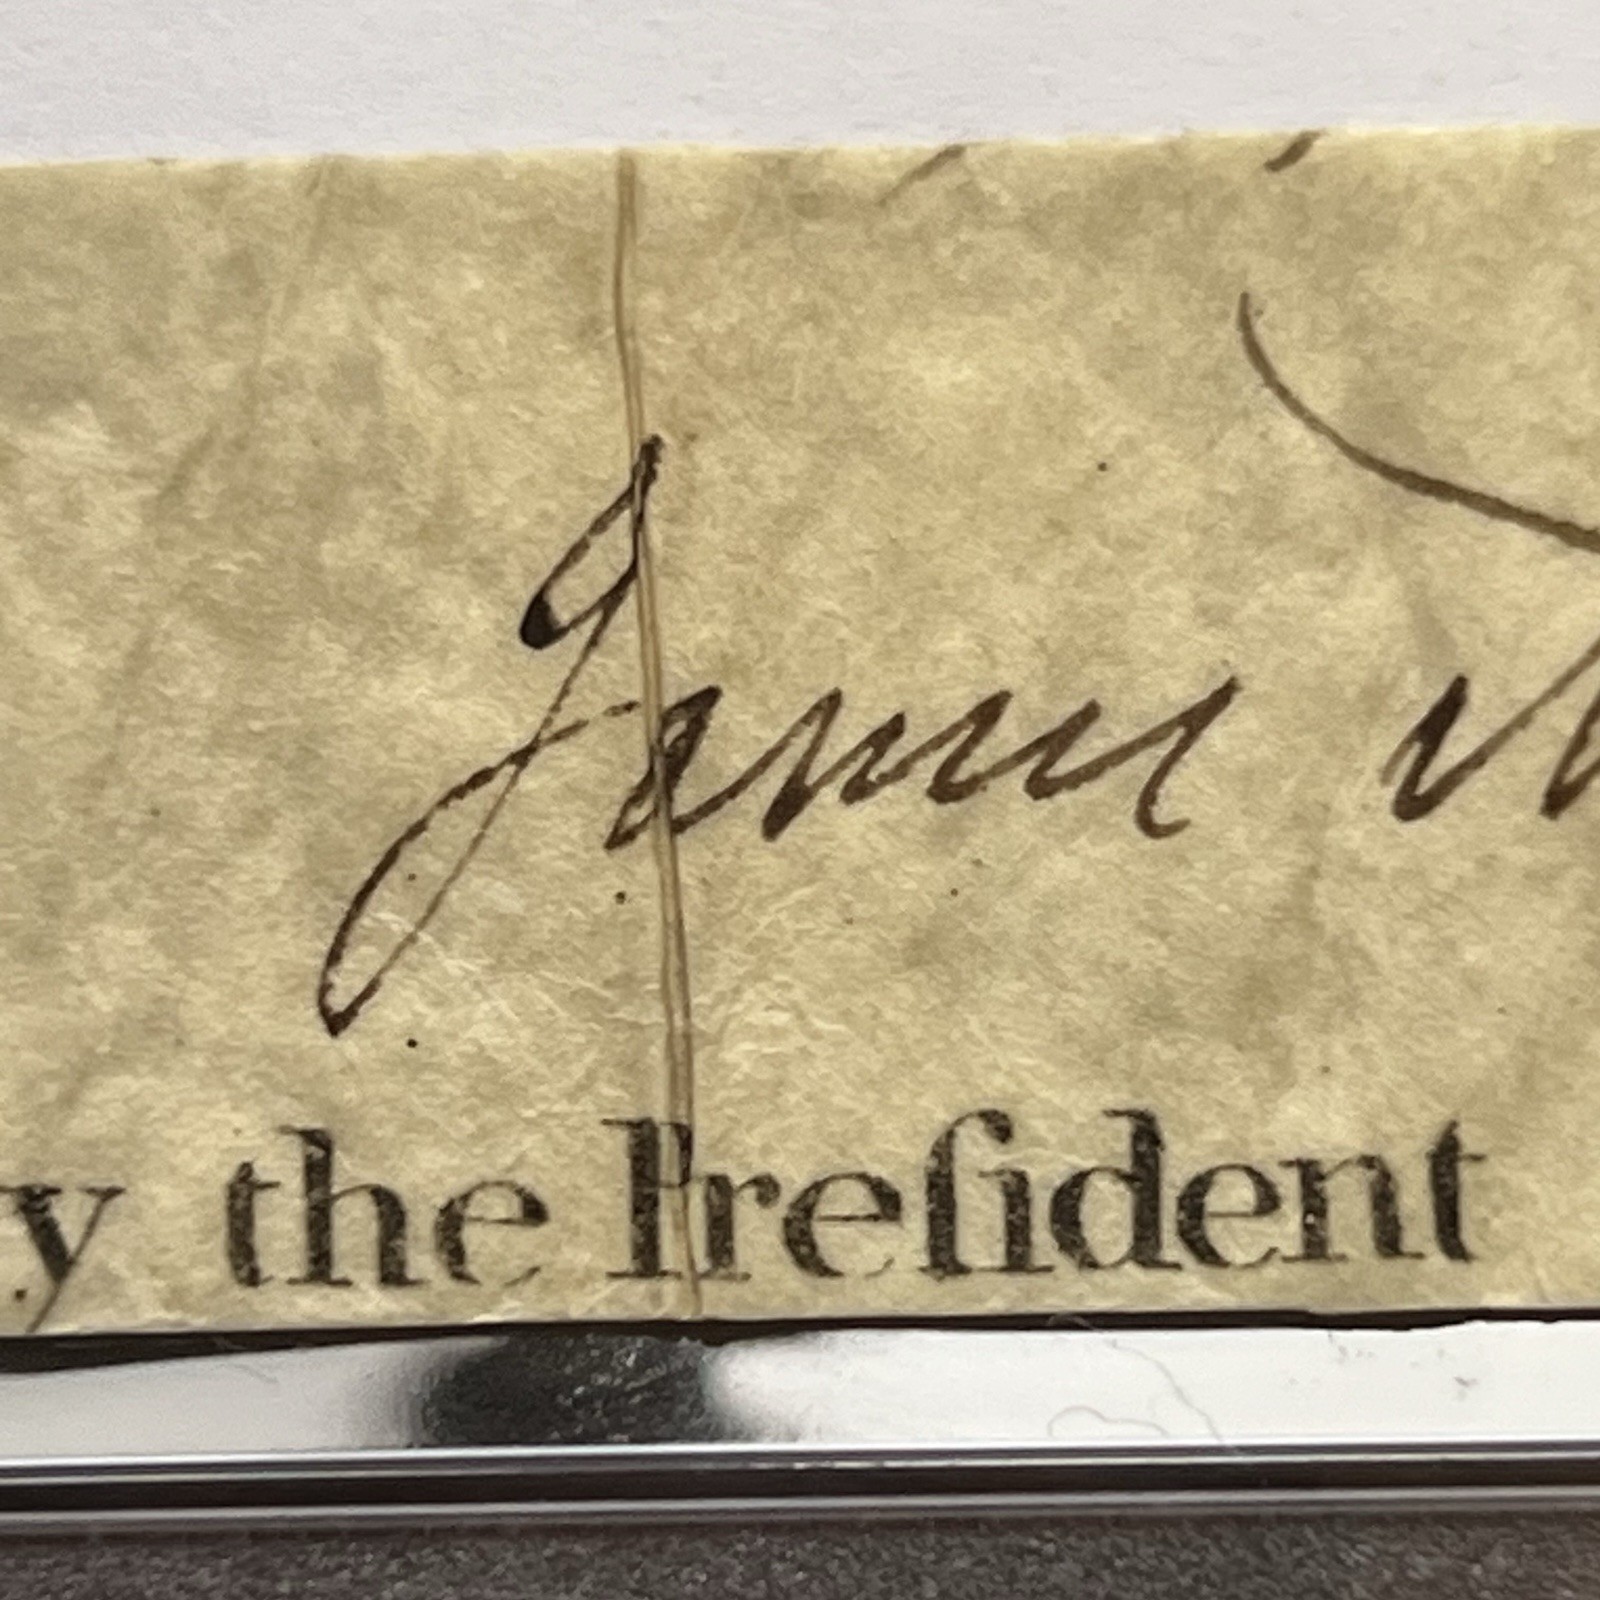 James M
y the Preſident